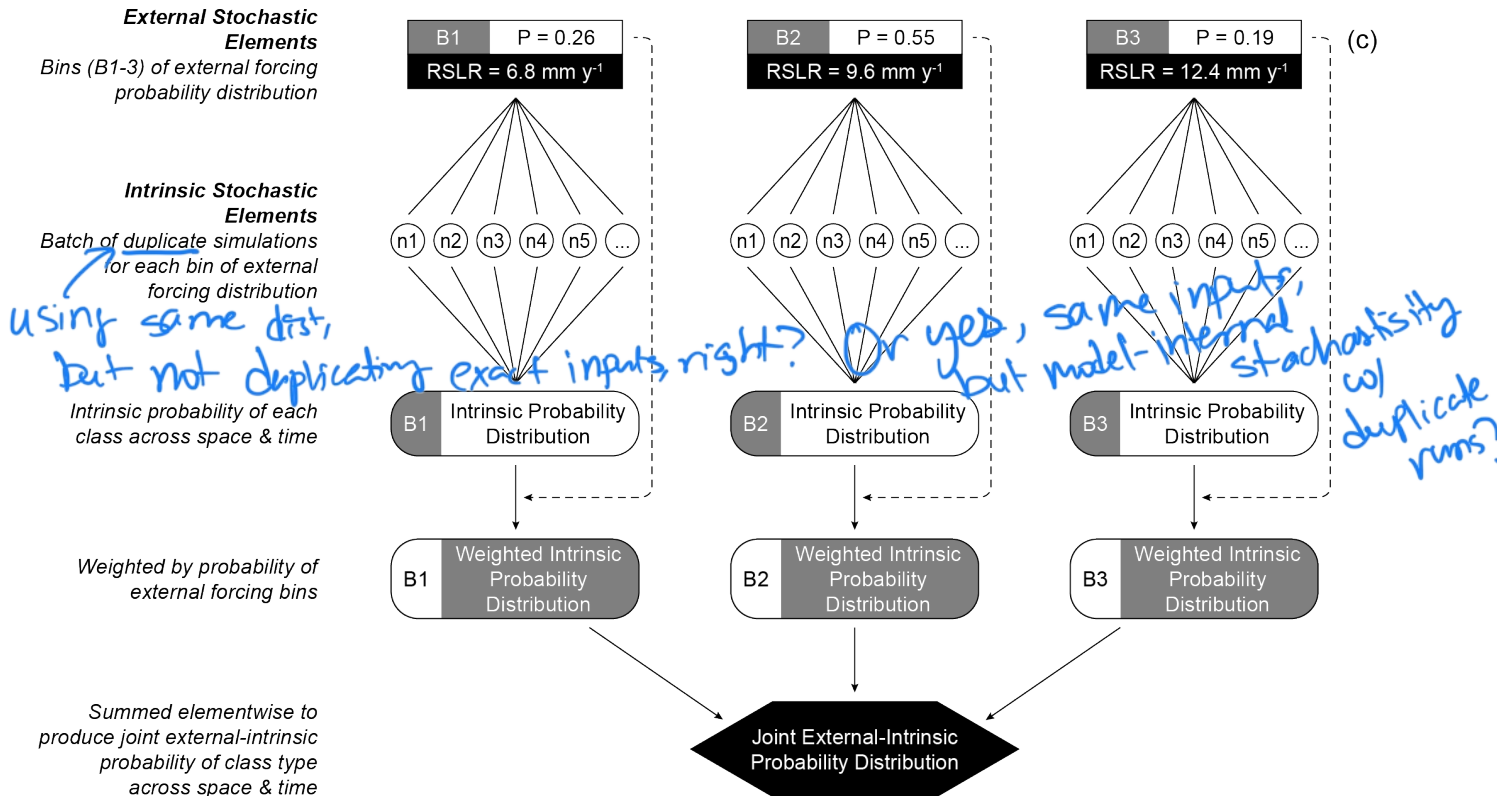 External Stochastic
Elements
Bins (B1-3) of external forcing
probability distribution
B1 P = 0.26
RSLR = 6.8 mm y-1
B2 P = 0.55
RSLR = 9.6 mm y-1
B3 P = 0.19
RSLR = 12.4 mm y-1
(c)
Intrinsic Stochastic
Elements
Batch of duplicate simulations
for each bin of external
forcing distribution
n1 n2 n3 n4 n5 ...
n1 n2 n3 n4 n5 ...
n1 n2 n3 n4 n5 ...
using same dist,
but not duplicating exact inputs, right?
Or yes, same inputs,
but model-internal
stochastisity
w/
duplicate
runs?
Intrinsic probability of each
class across space & time
B1 Intrinsic Probability
Distribution
B2 Intrinsic Probability
Distribution
B3 Intrinsic Probability
Distribution
Weighted by probability of
external forcing bins
B1 Weighted Intrinsic
Probability
Distribution
B2 Weighted Intrinsic
Probability
Distribution
B3 Weighted Intrinsic
Probability
Distribution
Summed elementwise to
produce joint external-intrinsic
probability of class type
across space & time
Joint External-Intrinsic
Probability Distribution